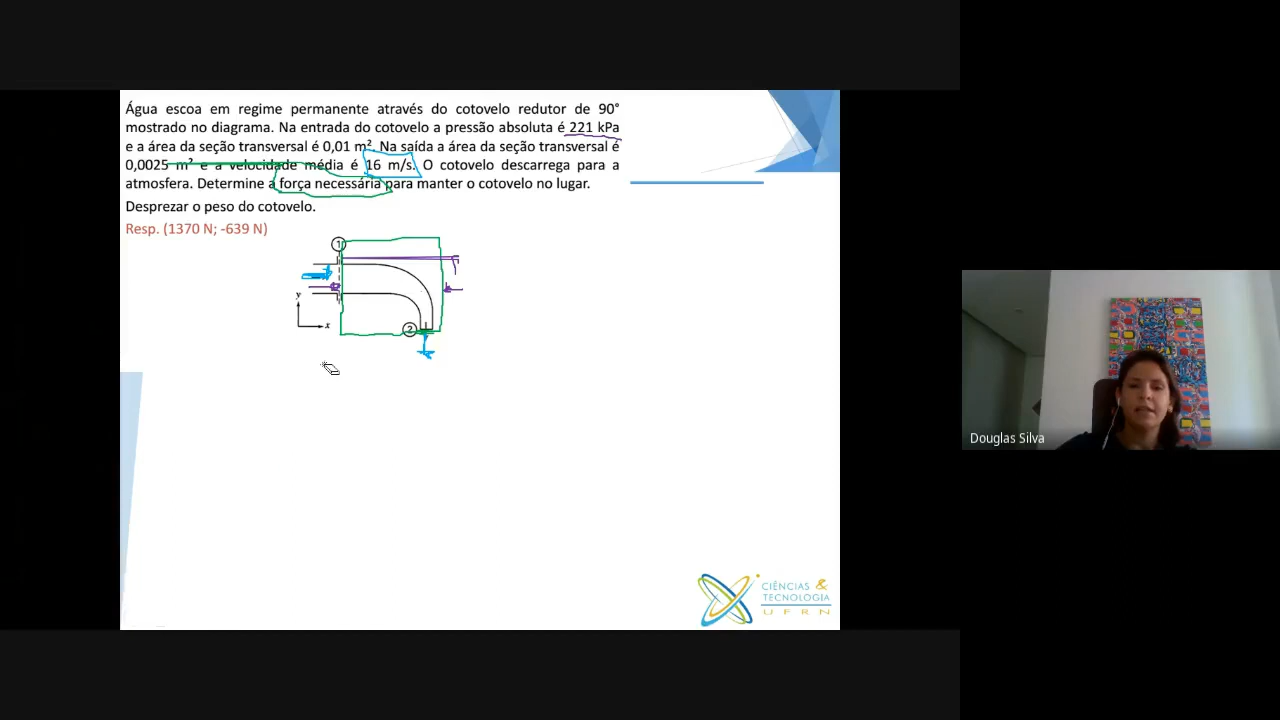 Água escoa em regime permanente através do cotovelo redutor de 90°
mostrado no diagrama. Na entrada do cotovelo a pressão absoluta é 221 kPa
e a área da seção transversal é 0,01 m². Na saída a área da seção transversal é
0,0025 m² e a velocidade média é 16 m/s. O cotovelo descarrega para a
atmosfera. Determine a força necessária para manter o cotovelo no lugar.
Desprezar o peso do cotovelo.
Resp. (1370 N; -639 N)
1
y
x
2
Douglas Silva
CIÊNCIAS &
TECNOLOGIA
UFRN